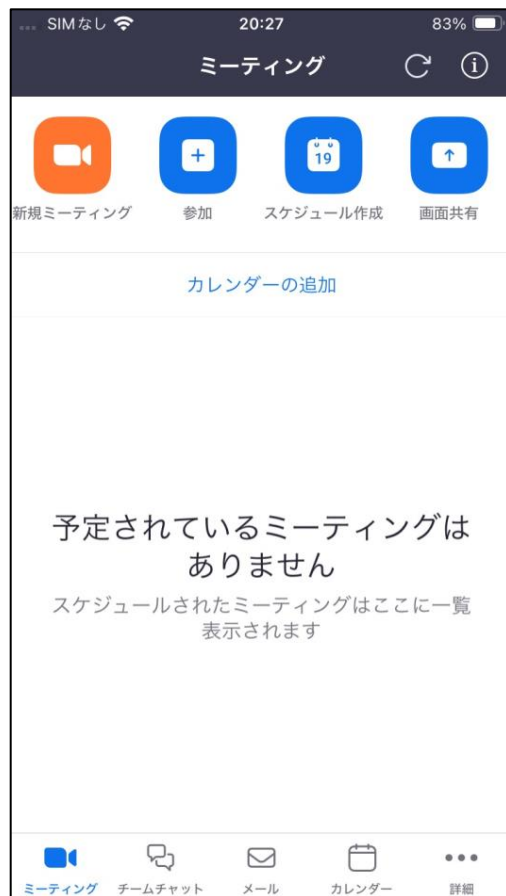 SIMなし 20:27 83%
ミーティング
19
新規ミーティング 参加 スケジュール作成 画面共有
カレンダーの追加
予定されているミーティングは
ありません
スケジュールされたミーティングはここに一覧
表示されます
ミーティング チームチャット メール カレンダー 詳細